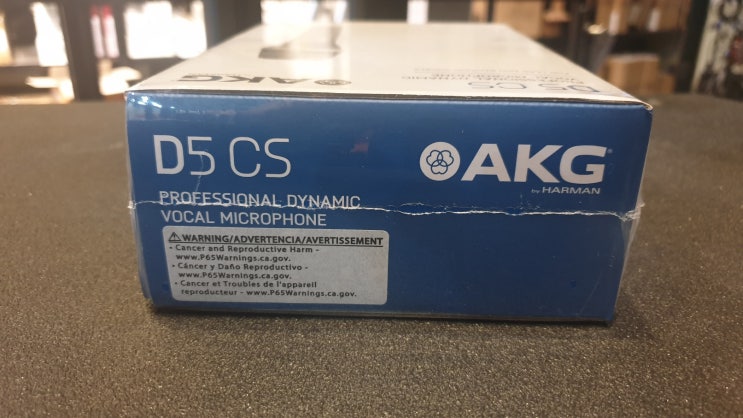 AKG
D5 CS
D5 CS
AKG
by HARMAN
PROFESSIONAL DYNAMIC
VOCAL MICROPHONE
WARNING/ADVERTENCIA/AVERTISSEMENT
• Cancer and Reproductive Harm -
www.P65Warnings.ca.gov.
• Cáncer y Daño Reproductivo -
www.P65Warnings.ca.gov.
• Cancer et Troubles de l'appareil
reproducteur - www.P65Warnings.ca.gov.